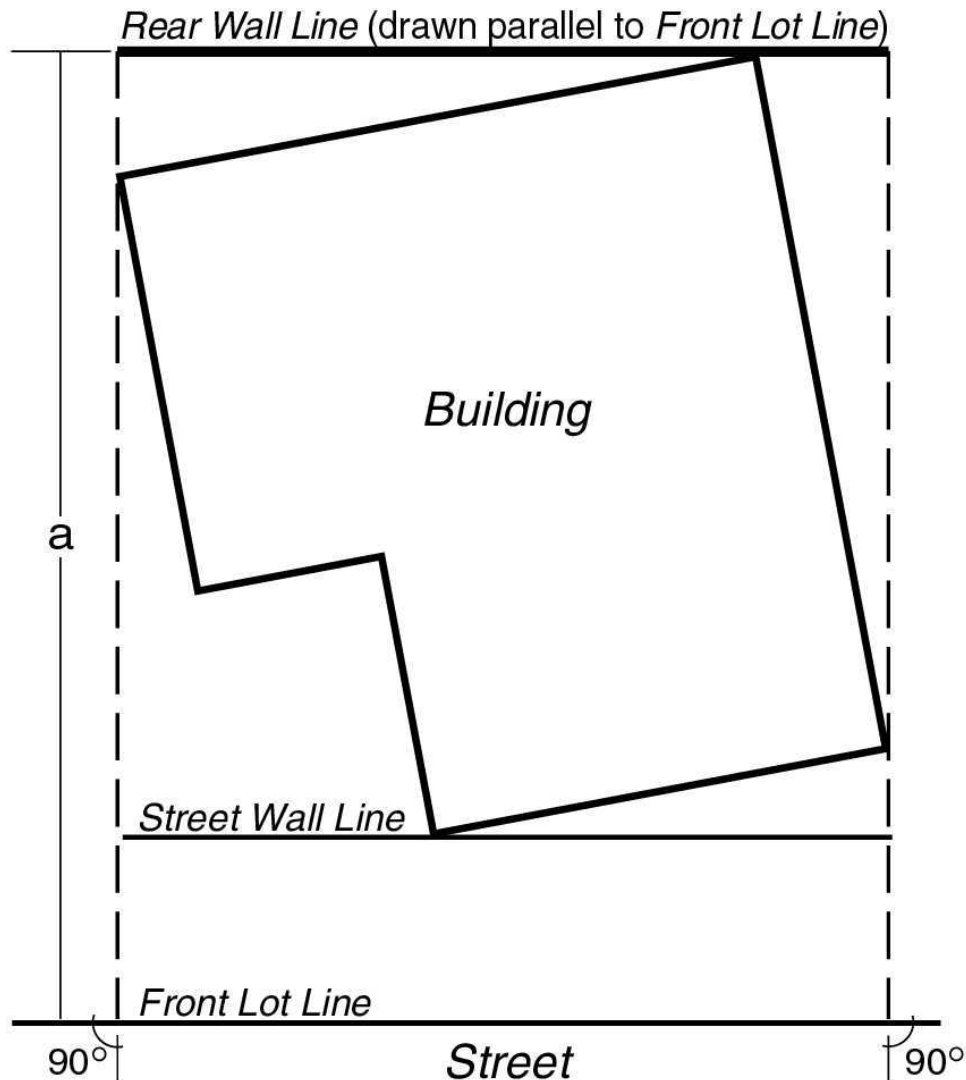 Rear Wall Line (drawn parallel to Front Lot Line)
Building
a
Street Wall Line
Front Lot Line
90° Street 90°